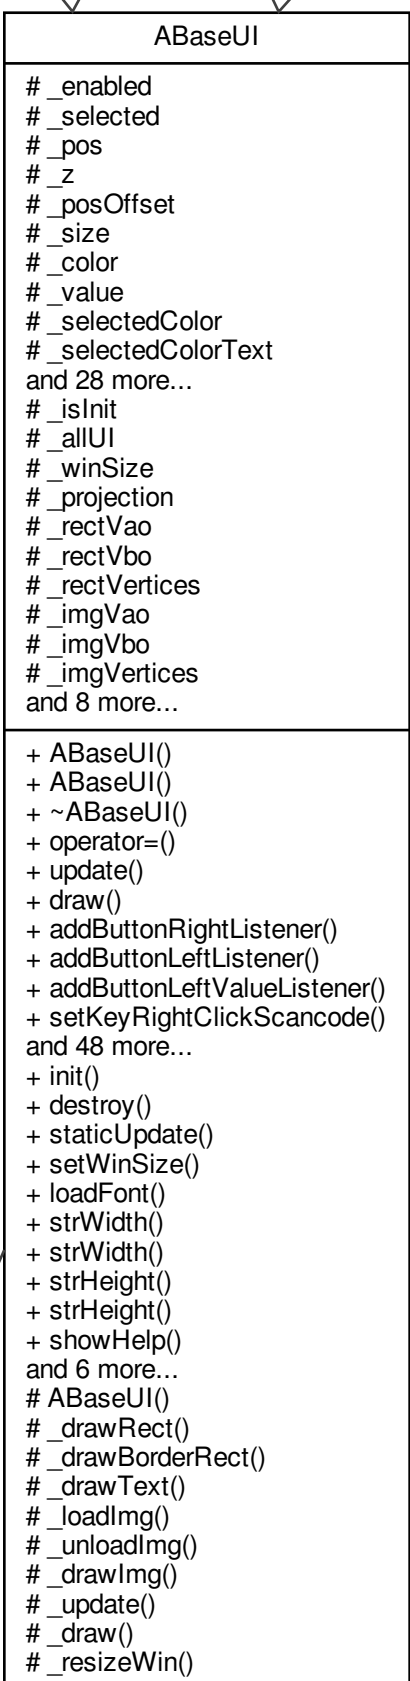 ABaseUI
# _enabled
# _selected
# _pos
# _z
# _posOffset
# _size
# _color
# _value
# _selectedColor
# _selectedColorText
and 28 more...
# _isInit
# _allUI
# _winSize
# _projection
# _rectVao
# _rectVbo
# _rectVertices
# _imgVao
# _imgVbo
# _imgVertices
and 8 more...
+ ABaseUI()
+ ABaseUI()
+ ~ABaseUI()
+ operator=()
+ update()
+ draw()
+ addButtonRightListener()
+ addButtonLeftListener()
+ addButtonLeftValueListener()
+ setKeyRightClickScancode()
and 48 more...
+ init()
+ destroy()
+ staticUpdate()
+ setWinSize()
+ loadFont()
+ strWidth()
+ strWidth()
+ strHeight()
+ strHeight()
+ showHelp()
and 6 more...
# ABaseUI()
# _drawRect()
# _drawBorderRect()
# _drawText()
# _loadImg()
# _unloadImg()
# _drawImg()
# _update()
# _draw()
# _resizeWin()